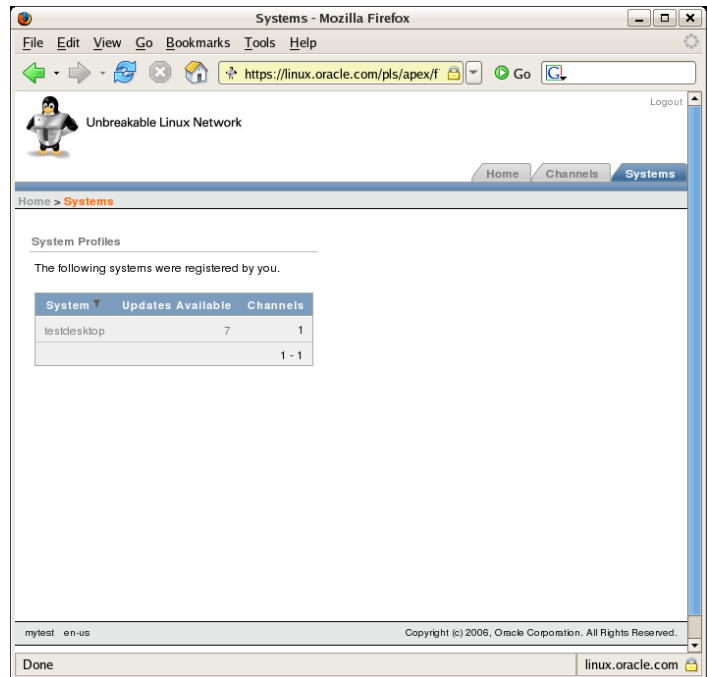 Systems - Mozilla Firefox
File Edit View Go Bookmarks Tools Help
https://linux.oracle.com/pls/apex/f Go G
Logout
Unbreakable Linux Network
Home Channels Systems
Home > Systems
System Profiles
The following systems were registered by you.
System Updates Available Channels
testdesktop 7 1
1 - 1
mytest en-us Copyright (c) 2006, Oracle Corporation. All Rights Reserved.
Done linux.oracle.com